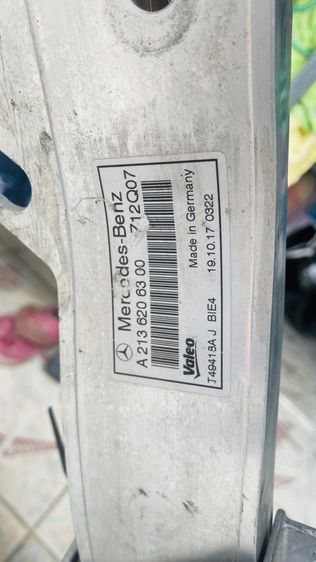 Mercedes-Benz
A 213 620 63 00 712Q07
Made in Germany
Valeo 19.10.17 0322
T49418A J BIE4